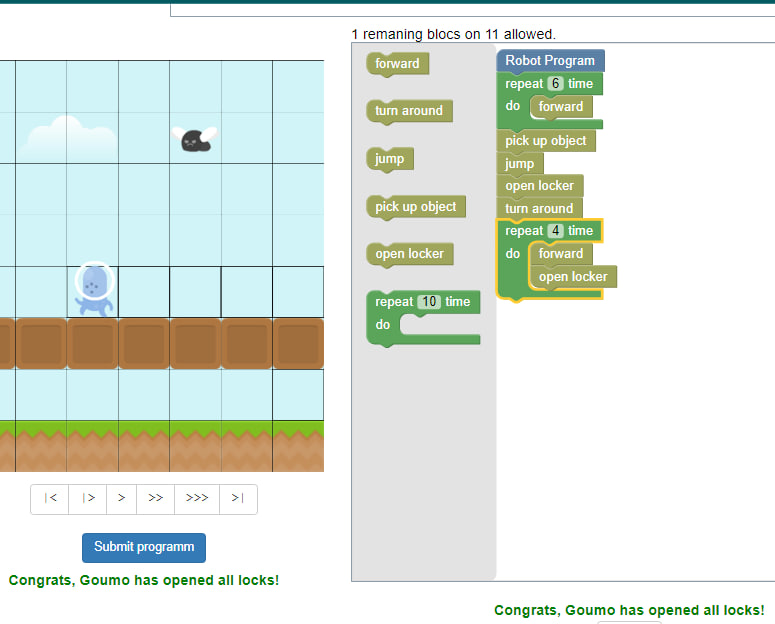 1 remaning blocs on 11 allowed.
forward
turn around
jump
pick up object
open locker
repeat 10 time
do
Robot Program
repeat 6 time
do forward
pick up object
jump
open locker
turn around
repeat 4 time
do forward
open locker
|< |> > >> >>> >|
Submit programm
Congrats, Goumo has opened all locks!
Congrats, Goumo has opened all locks!